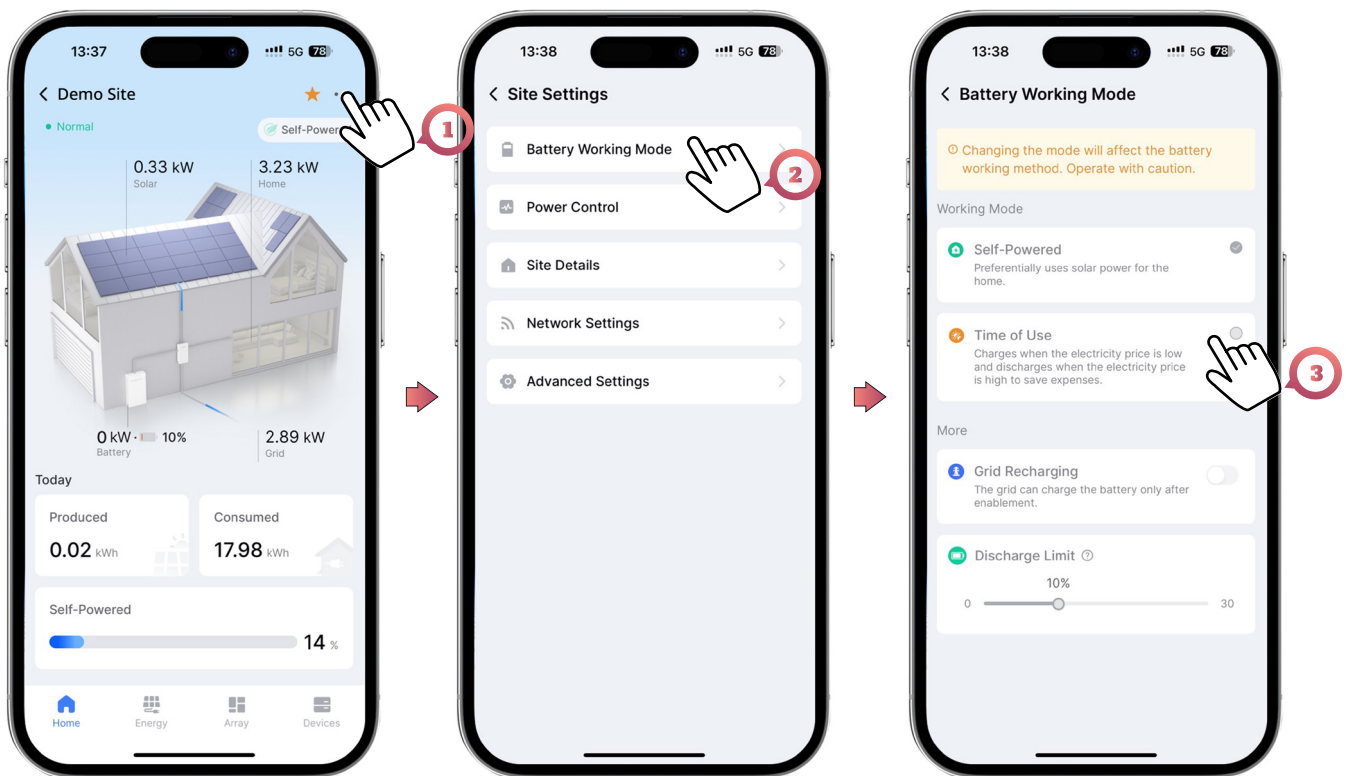 13:37
5G 78
Demo Site
Normal
Self-Power
1
0.33 kW
Solar
3.23 kW
Home
0 kW · 10%
Battery
2.89 kW
Grid
Today
Produced
0.02 kWh
Consumed
17.98 kWh
Self-Powered
14 %
Home
Energy
Array
Devices
13:38
5G 78
Site Settings
Battery Working Mode
2
Power Control
Site Details
Network Settings
Advanced Settings
13:38
5G 78
Battery Working Mode
Changing the mode will affect the battery
working method. Operate with caution.
Working Mode
Self-Powered
Preferentially uses solar power for the
home.
Time of Use
Charges when the electricity price is low
and discharges when the electricity price
is high to save expenses.
3
More
Grid Recharging
The grid can charge the battery only after
enablement.
Discharge Limit
10%
0
30